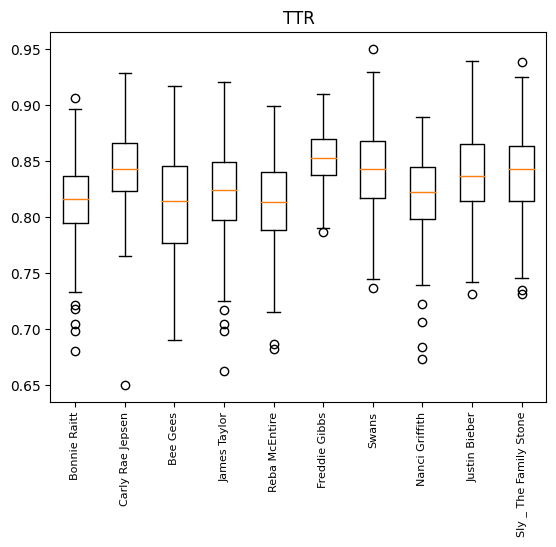 TTR
0.95
0.90
0.85
0.80
0.75
0.70
0.65
Bonnie Raitt
Carly Rae Jepsen
Bee Gees
James Taylor
Reba McEntire
Freddie Gibbs
Swans
Nanci Griffith
Justin Bieber
Sly _ The Family Stone